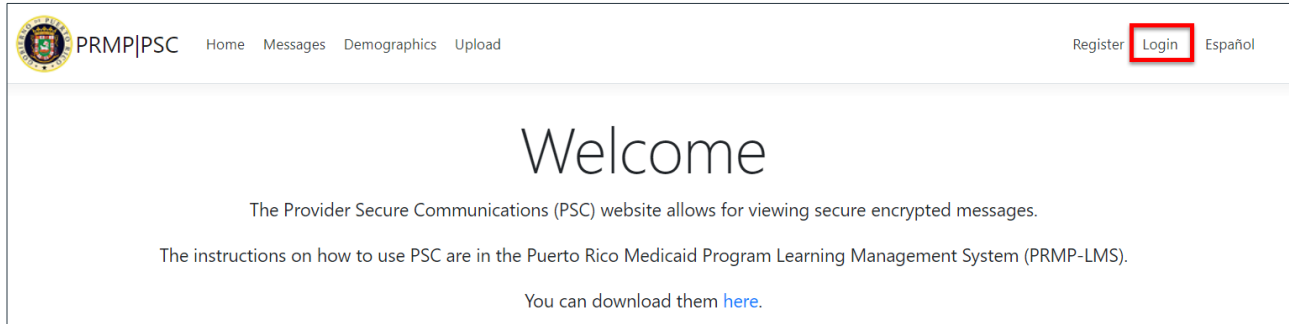 PRMP|PSC Home Messages Demographics Upload Register Login Español
Welcome
The Provider Secure Communications (PSC) website allows for viewing secure encrypted messages.
The instructions on how to use PSC are in the Puerto Rico Medicaid Program Learning Management System (PRMP-LMS).
You can download them here.